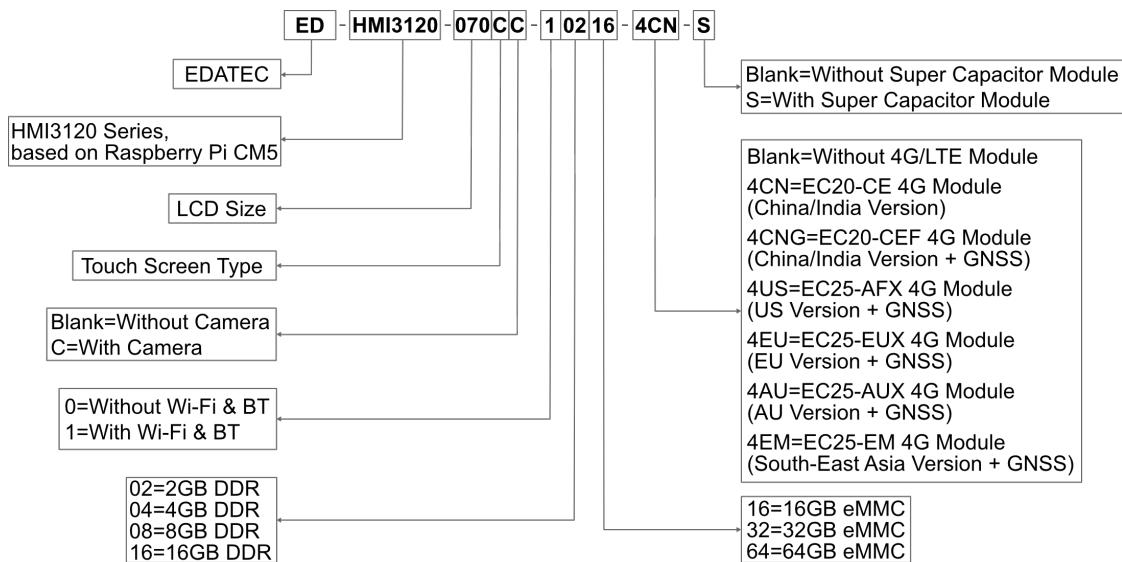 ED - HMI3120 - 070 C C - 1 02 16 - 4CN - S
EDATEC
HMI3120 Series,
based on Raspberry Pi CM5
LCD Size
Touch Screen Type
Blank=Without Camera
C=With Camera
0=Without Wi-Fi & BT
1=With Wi-Fi & BT
02=2GB DDR
04=4GB DDR
08=8GB DDR
16=16GB DDR
Blank=Without Super Capacitor Module
S=With Super Capacitor Module
Blank=Without 4G/LTE Module
4CN=EC20-CE 4G Module
(China/India Version)
4CNG=EC20-CEF 4G Module
(China/India Version + GNSS)
4US=EC25-AFX 4G Module
(US Version + GNSS)
4EU=EC25-EUX 4G Module
(EU Version + GNSS)
4AU=EC25-AUX 4G Module
(AU Version + GNSS)
4EM=EC25-EM 4G Module
(South-East Asia Version + GNSS)
16=16GB eMMC
32=32GB eMMC
64=64GB eMMC